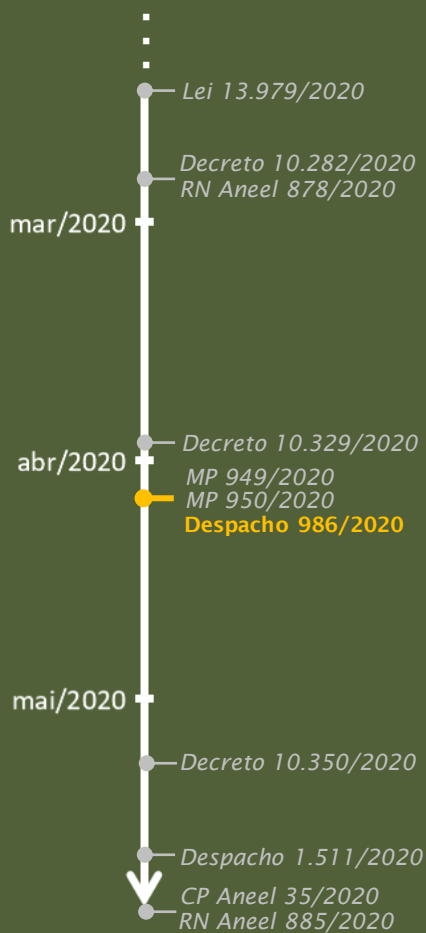 Lei 13.979/2020
Decreto 10.282/2020
RN Aneel 878/2020
mar/2020
Decreto 10.329/2020
abr/2020
MP 949/2020
MP 950/2020
Despacho 986/2020
mai/2020
Decreto 10.350/2020
Despacho 1.511/2020
CP Aneel 35/2020
RN Aneel 885/2020